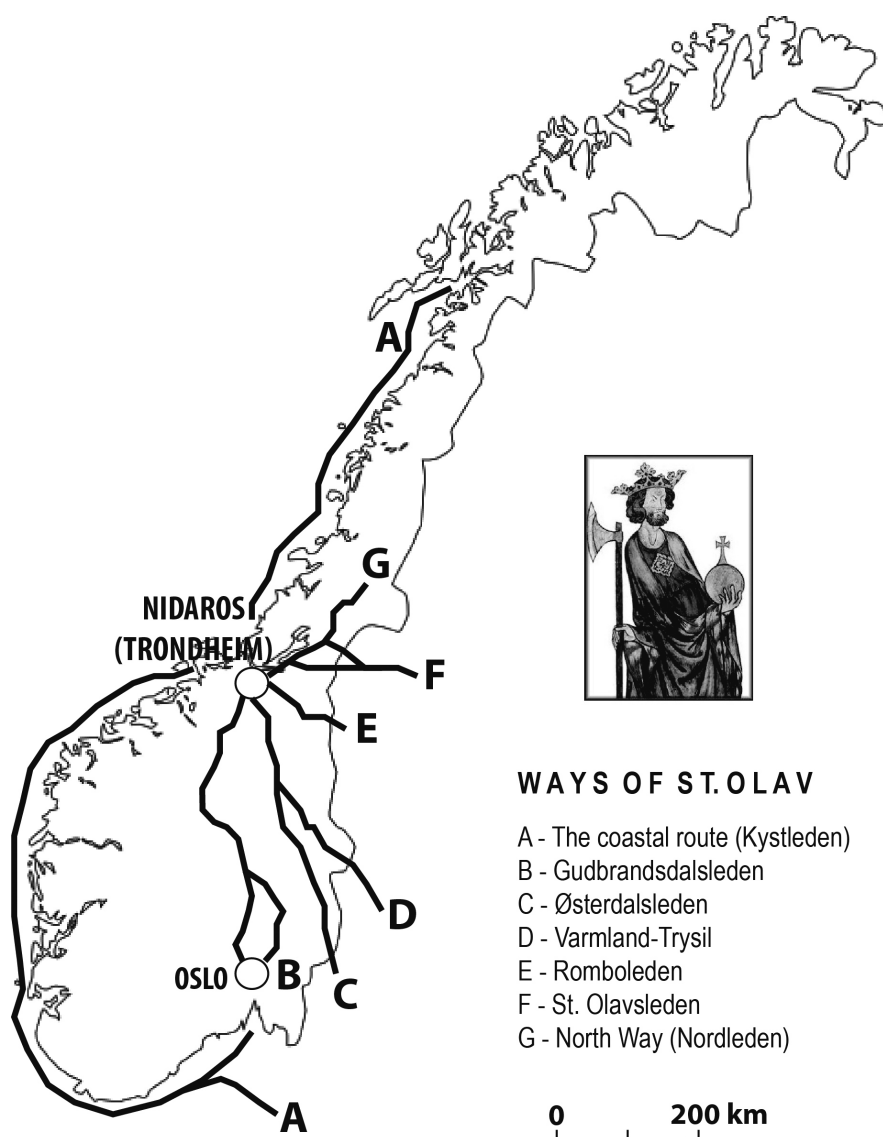 A
G
NIDAROS
(TRONDHEIM)
F
E
WAYS OF ST. OLAV
A - The coastal route (Kystleden)
B - Gudbrandsdalsleden
C - Østerdalsleden
D - Varmland-Trysil
E - Romboleden
F - St. Olavsleden
G - North Way (Nordleden)
D
OSLO B
C
A
0 200 km